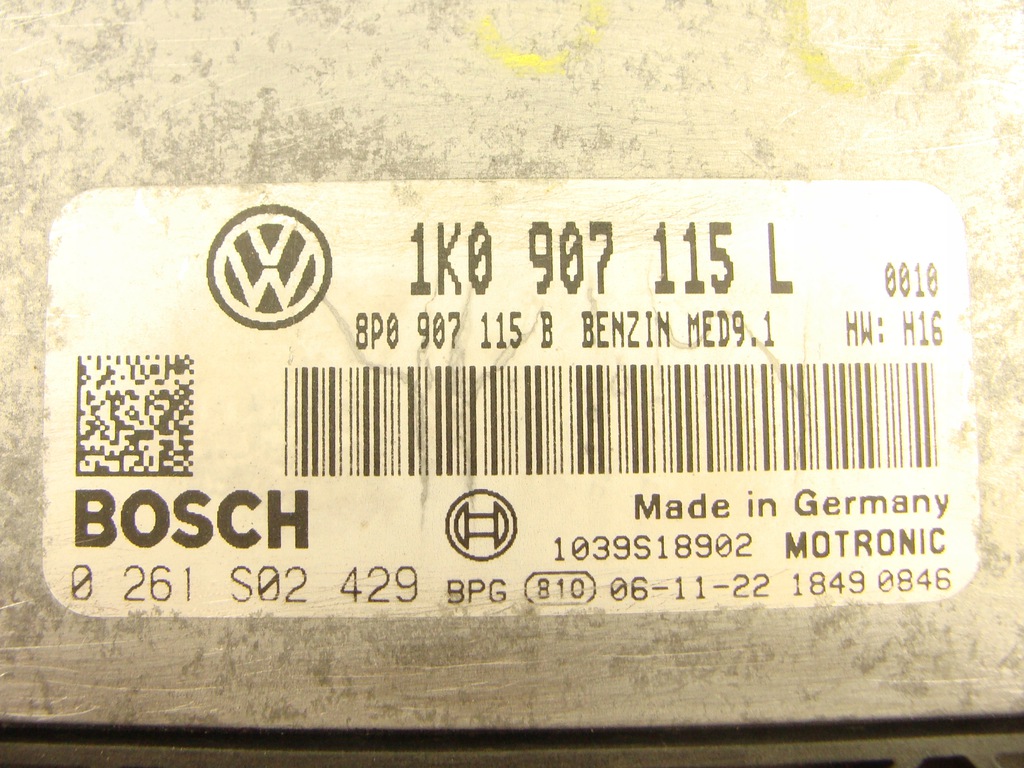 1K0 907 115 L
0010
8P0 907 115 B BENZIN MED9.1 HW: H16
BOSCH
Made in Germany
1039S18902 MOTRONIC
0 261 S02 429 BPG 810 06-11-22 1849 0846